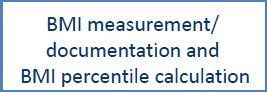 BMI measurement/
documentation and
BMI percentile calculation